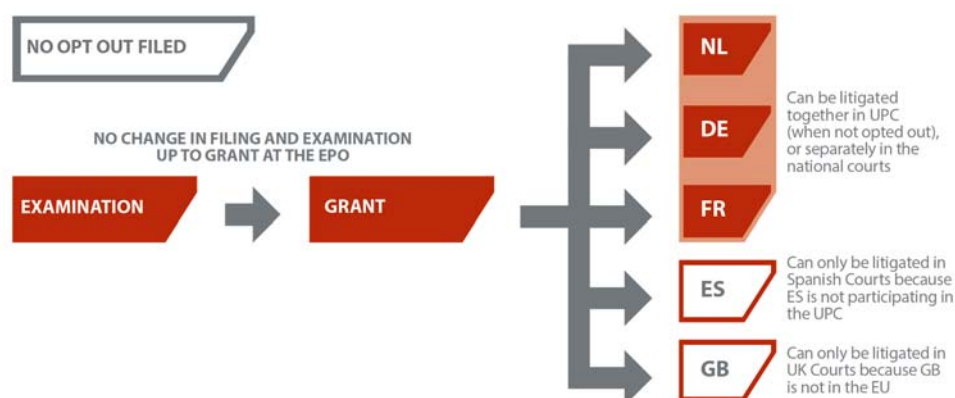 NO OPT OUT FILED
NO CHANGE IN FILING AND EXAMINATION
UP TO GRANT AT THE EPO
EXAMINATION
GRANT
NL
DE
FR
Can be litigated
together in UPC
(when not opted out),
or separately in the
national courts
ES
Can only be litigated in
Spanish Courts because
ES is not participating in
the UPC
GB
Can only be litigated in
UK Courts because GB
is not in the EU